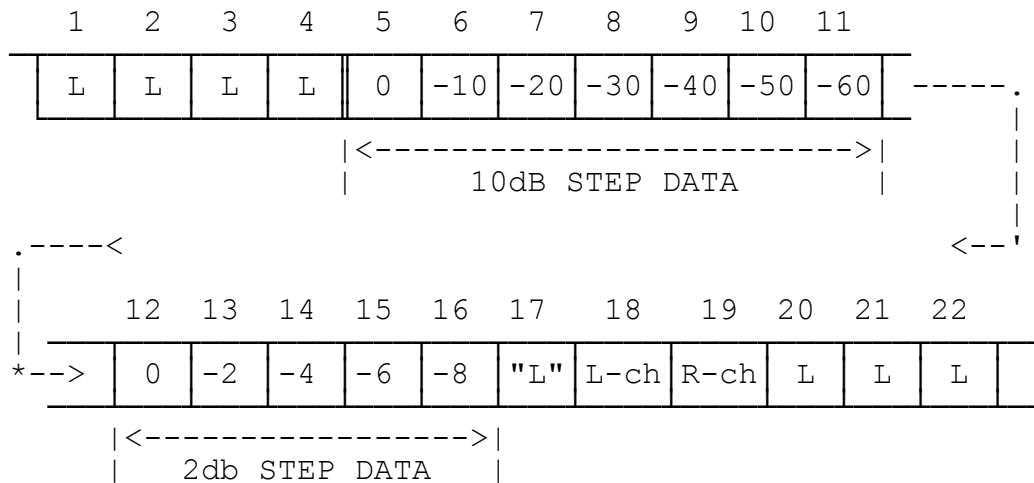 1 2 3 4 5 6 7 8 9 10 11
L L L L 0 -10 -20 -30 -40 -50 -60
10dB STEP DATA
12 13 14 15 16 17 18 19 20 21 22
0 -2 -4 -6 -8 "L" L-ch R-ch L L L
2db STEP DATA